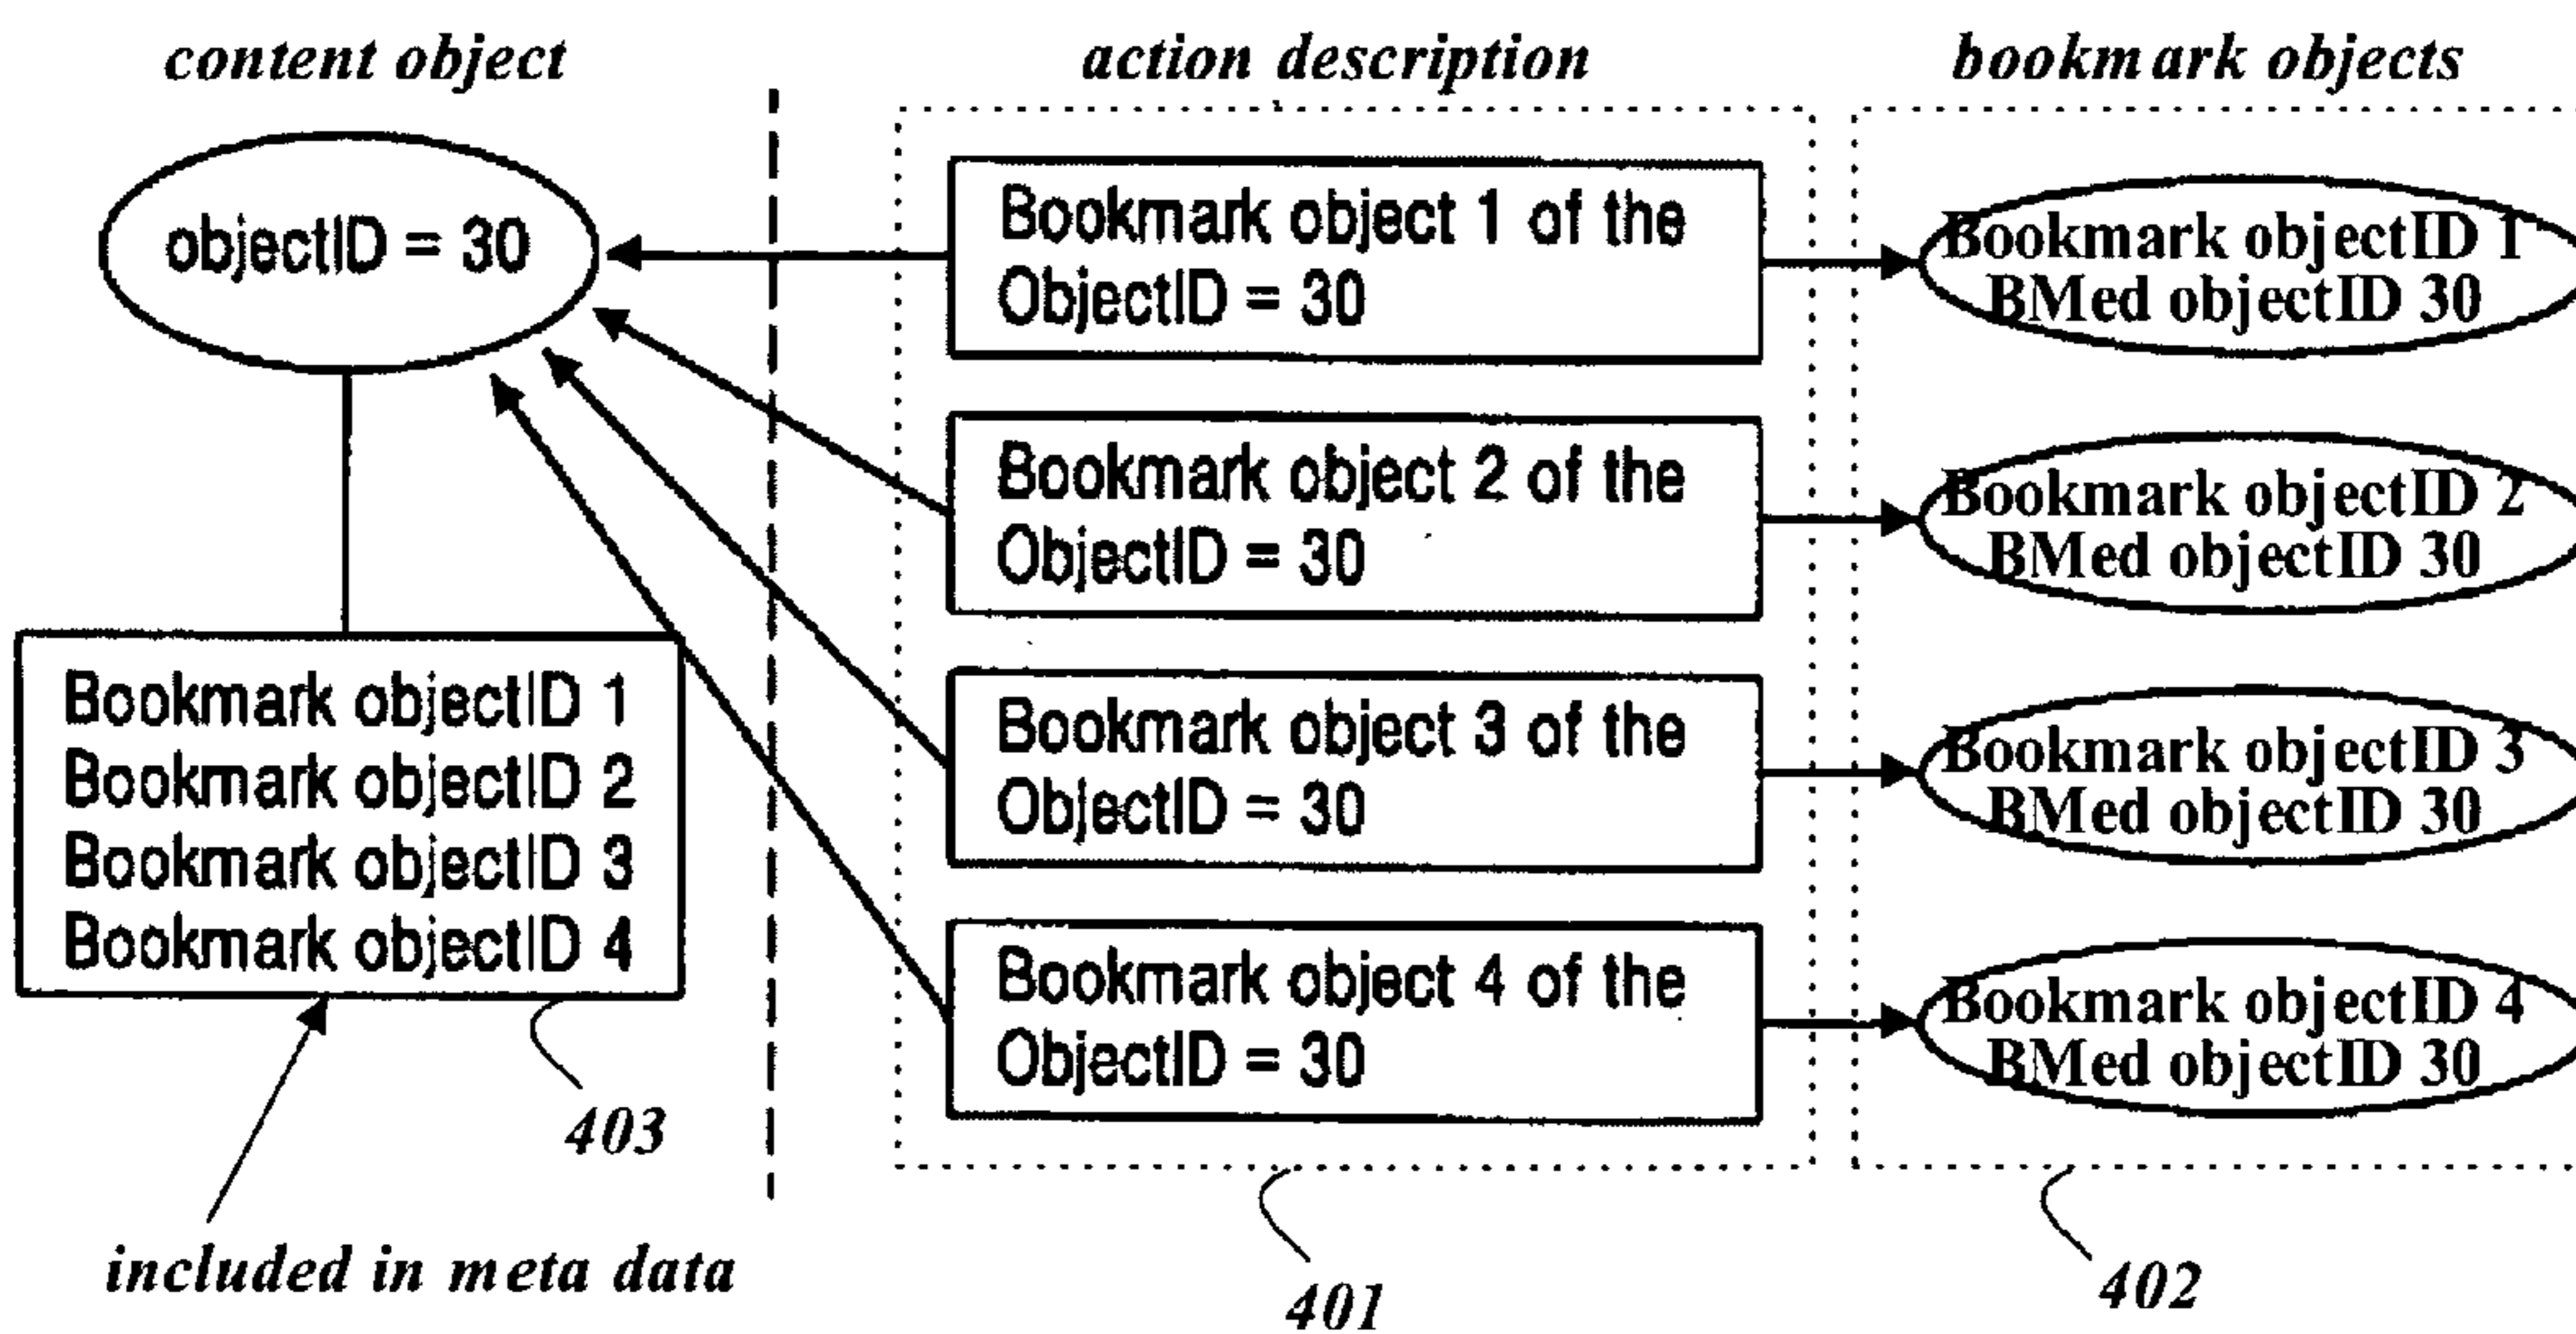 content object
action description
bookmark objects
objectID = 30
Bookmark object 1 of the
ObjectID = 30
Bookmark objectID 1
BMed objectID 30
Bookmark object 2 of the
ObjectID = 30
Bookmark objectID 2
BMed objectID 30
Bookmark objectID 1
Bookmark objectID 2
Bookmark objectID 3
Bookmark objectID 4
Bookmark object 3 of the
ObjectID = 30
Bookmark objectID 3
BMed objectID 30
Bookmark object 4 of the
ObjectID = 30
Bookmark objectID 4
BMed objectID 30
403
included in meta data
401
402